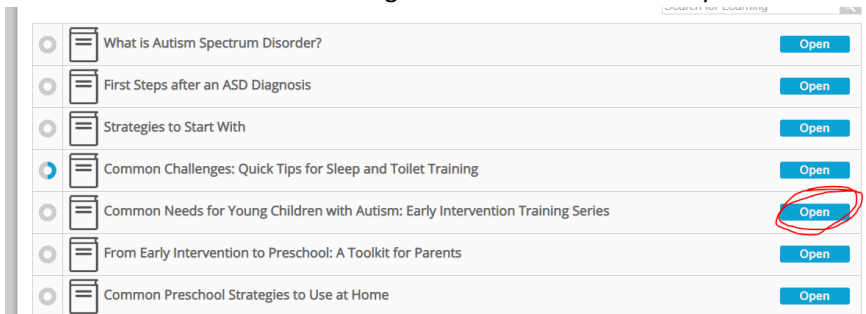 What is Autism Spectrum Disorder? Open
First Steps after an ASD Diagnosis Open
Strategies to Start With Open
Common Challenges: Quick Tips for Sleep and Toilet Training Open
Common Needs for Young Children with Autism: Early Intervention Training Series Open
From Early Intervention to Preschool: A Toolkit for Parents Open
Common Preschool Strategies to Use at Home Open